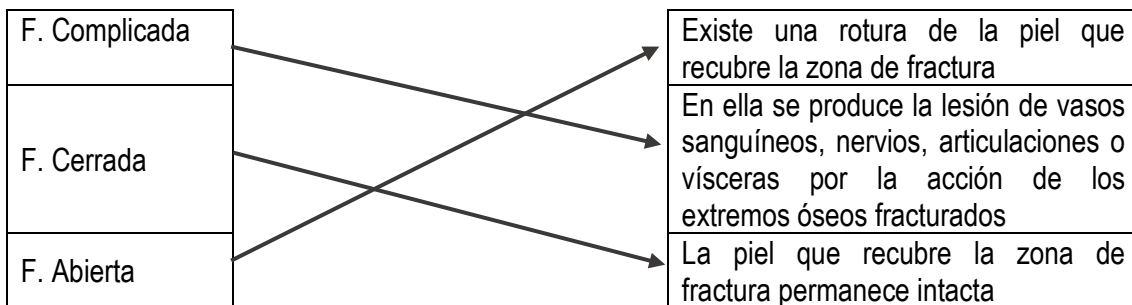 F. Complicada
F. Cerrada
F. Abierta
Existe una rotura de la piel que
recubre la zona de fractura
En ella se produce la lesión de vasos
sanguíneos, nervios, articulaciones o
vísceras por la acción de los
extremos óseos fracturados
La piel que recubre la zona de
fractura permanece intacta